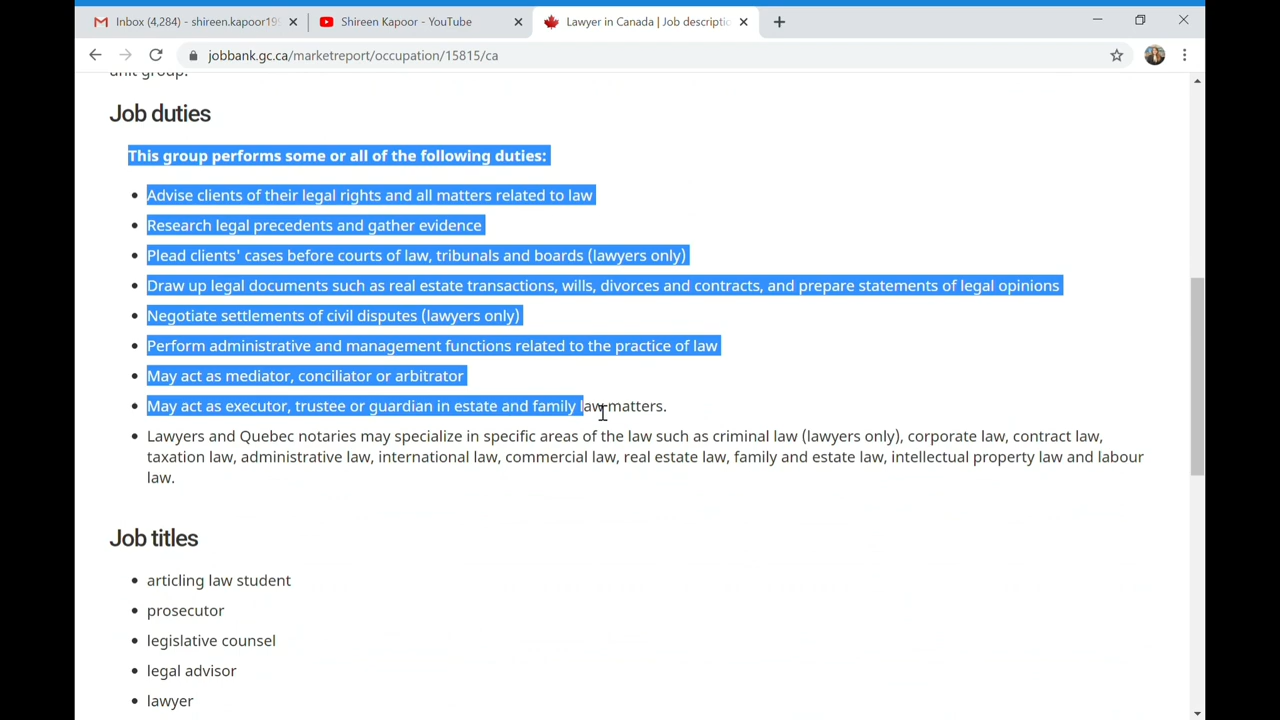 Inbox (4,284) - shireen.kapoor19
Shireen Kapoor - YouTube
Lawyer in Canada | Job descriptio
jobbank.gc.ca/marketreport/occupation/15815/ca
unit group.
Job duties
This group performs some or all of the following duties:
Advise clients of their legal rights and all matters related to law
Research legal precedents and gather evidence
Plead clients' cases before courts of law, tribunals and boards (lawyers only)
Draw up legal documents such as real estate transactions, wills, divorces and contracts, and prepare statements of legal opinions
Negotiate settlements of civil disputes (lawyers only)
Perform administrative and management functions related to the practice of law
May act as mediator, conciliator or arbitrator
May act as executor, trustee or guardian in estate and family law matters.
Lawyers and Quebec notaries may specialize in specific areas of the law such as criminal law (lawyers only), corporate law, contract law,
taxation law, administrative law, international law, commercial law, real estate law, family and estate law, intellectual property law and labour
law.
Job titles
articling law student
prosecutor
legislative counsel
legal advisor
lawyer